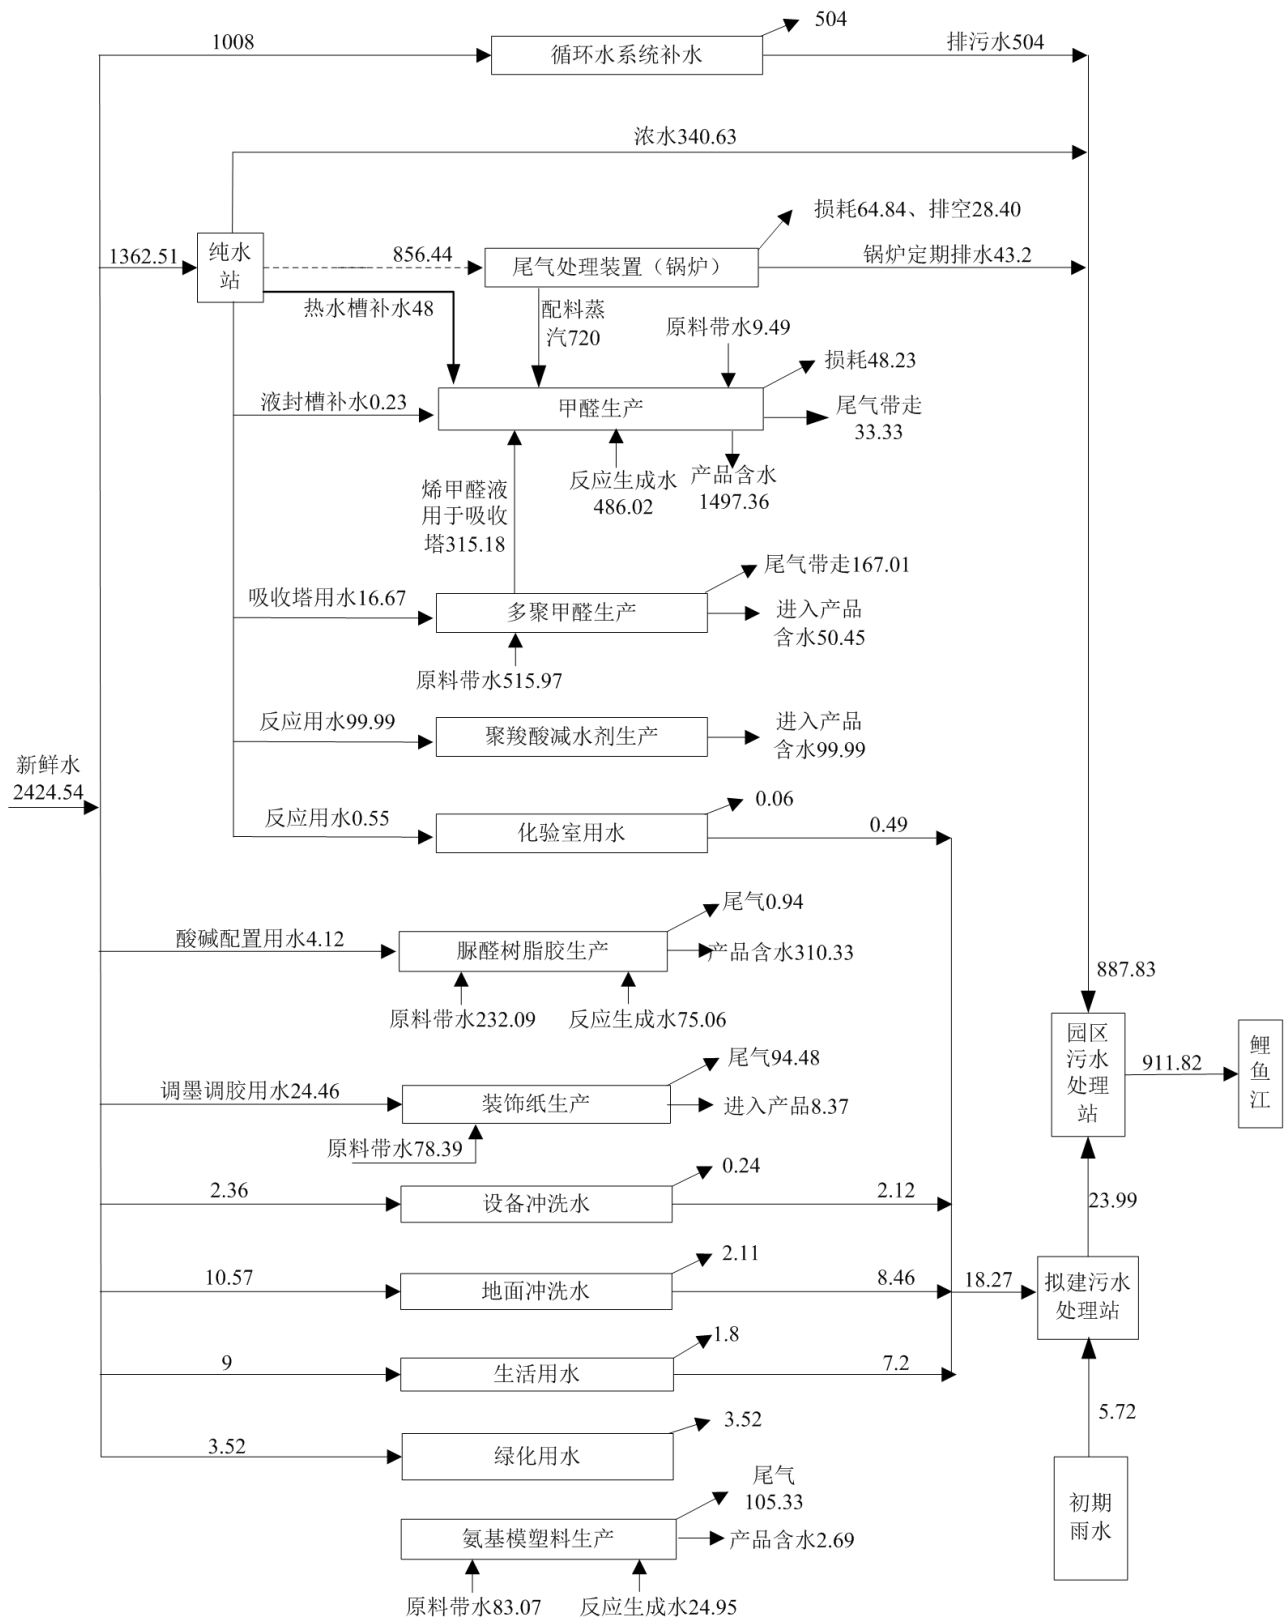 504
1008
循环水系统补水
排污水504
浓水340.63
损耗64.84、排空28.40
1362.51
纯水
站
856.44
尾气处理装置（锅炉）
锅炉定期排水43.2
热水槽补水48
配料蒸
汽720
原料带水9.49
损耗48.23
液封槽补水0.23
甲醛生产
尾气带走
33.33
烯甲醛液
用于吸收
塔315.18
反应生成水
486.02
产品含水
1497.36
尾气带走167.01
吸收塔用水16.67
多聚甲醛生产
进入产品
含水50.45
原料带水515.97
反应用水99.99
聚羧酸减水剂生产
进入产品
含水99.99
新鲜水
2424.54
0.06
反应用水0.55
化验室用水
0.49
尾气0.94
酸碱配置用水4.12
脲醛树脂胶生产
产品含水310.33
887.83
原料带水232.09
反应生成水75.06
园区
污水
处理
站
911.82
鲤
鱼
江
尾气94.48
调墨调胶用水24.46
装饰纸生产
进入产品8.37
原料带水78.39
0.24
2.36
设备冲洗水
2.12
23.99
2.11
10.57
地面冲洗水
8.46
18.27
拟建污水
处理站
1.8
9
生活用水
7.2
5.72
3.52
3.52
绿化用水
尾气
105.33
初期
雨水
氨基模塑料生产
产品含水2.69
原料带水83.07
反应生成水24.95